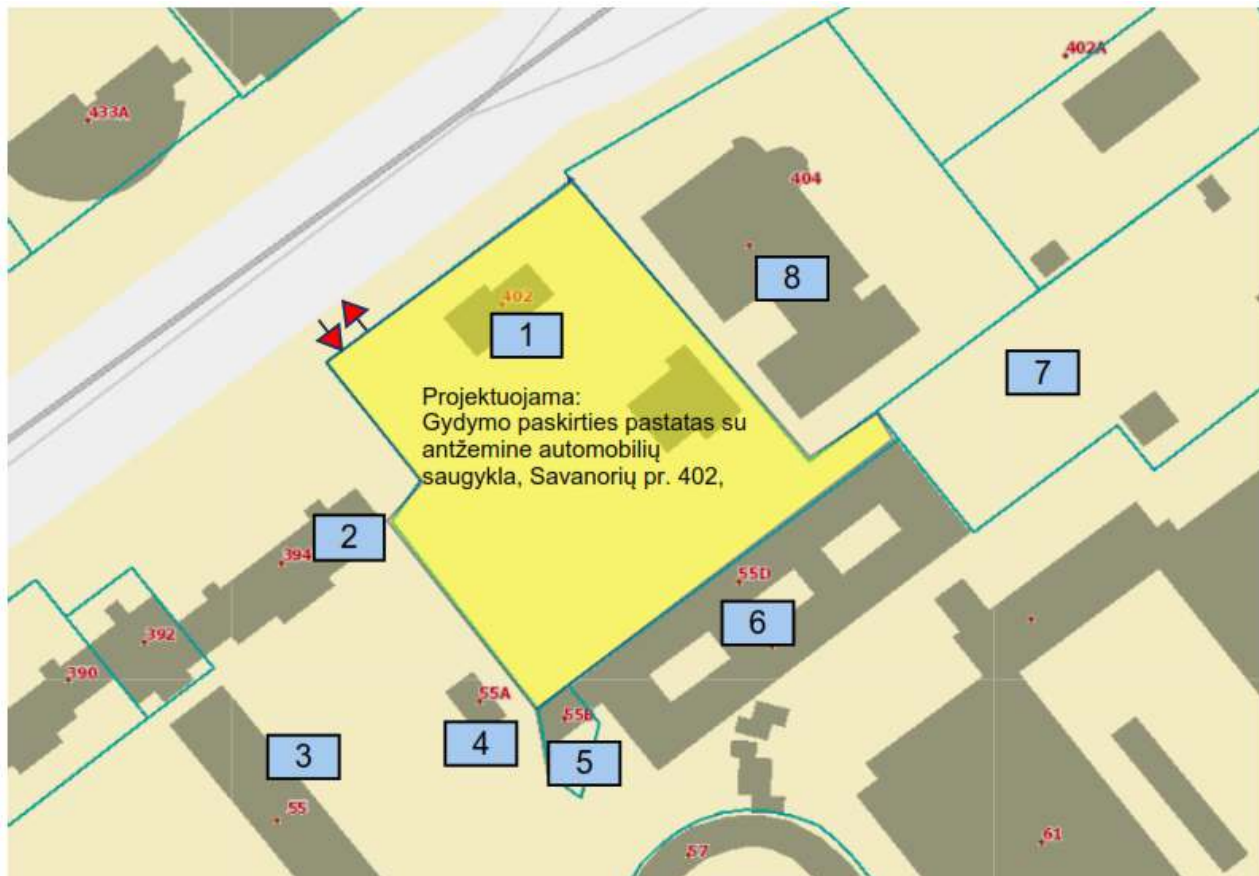 433A
402A
404
8
402
1
7
Projektuojama:
Gydymo paskirties pastatas su
antžemine automobilių
saugykla, Savanorių pr. 402,
2
394
55D
6
392
390
55A
55B
4
5
3
55
57
61